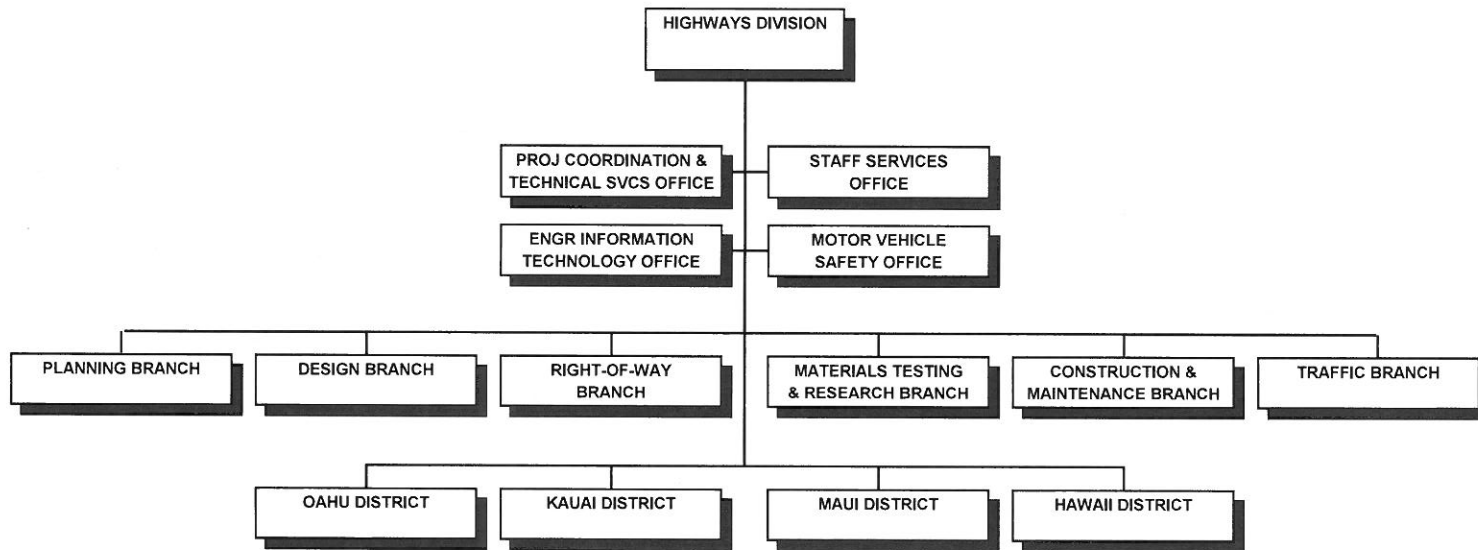 HIGHWAYS DIVISION
PROJ COORDINATION &
TECHNICAL SVCS OFFICE
STAFF SERVICES
OFFICE
ENGR INFORMATION
TECHNOLOGY OFFICE
MOTOR VEHICLE
SAFETY OFFICE
PLANNING BRANCH
DESIGN BRANCH
RIGHT-OF-WAY
BRANCH
MATERIALS TESTING
& RESEARCH BRANCH
CONSTRUCTION &
MAINTENANCE BRANCH
TRAFFIC BRANCH
OAHU DISTRICT
KAUAI DISTRICT
MAUI DISTRICT
HAWAII DISTRICT